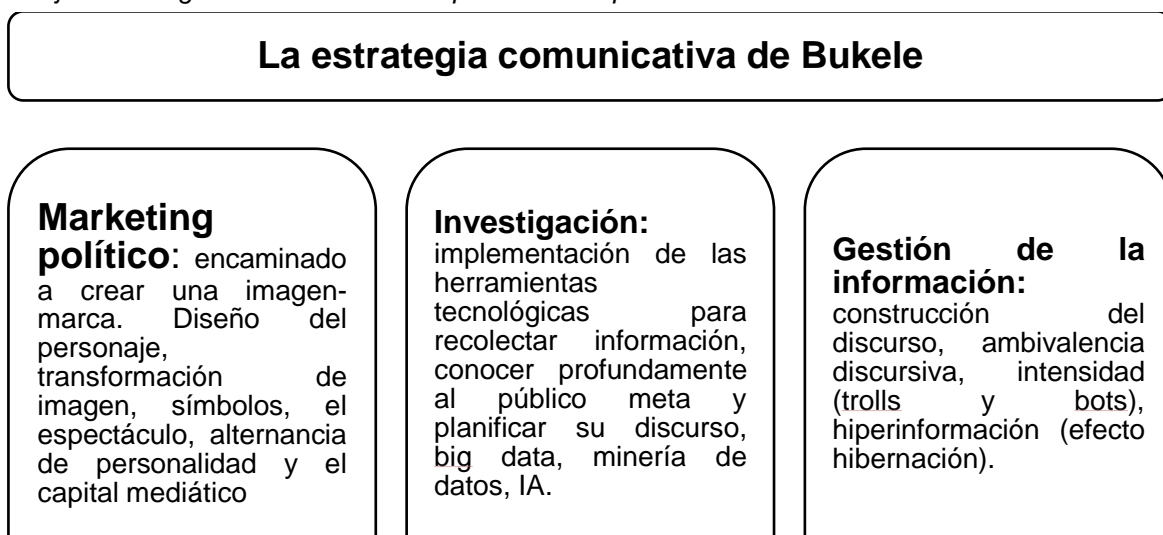 La estrategia comunicativa de Bukele
Marketing
político: encaminado
a crear una imagen-
marca. Diseño del
personaje,
transformación de
imagen, símbolos, el
espectáculo, alternancia
de personalidad y el
capital mediático
Investigación:
implementación de las
herramientas
tecnológicas para
recolectar información,
conocer profundamente
al público meta y
planificar su discurso,
big data, minería de
datos, IA.
Gestión de la
información:
construcción del
discurso, ambivalencia
discursiva, intensidad
(trolls y bots),
hiperinformación (efecto
hibernación).